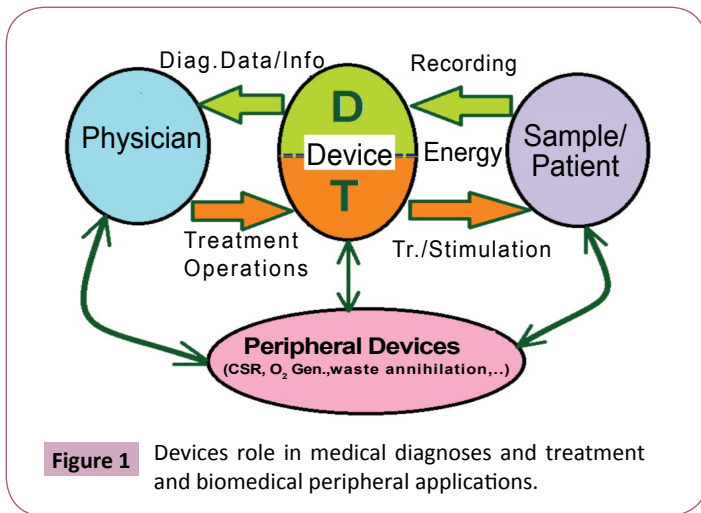 Diag.Data/Info
Recording
D
Physician
Device
Energy
Sample/
Patient
T
Treatment
Operations
Tr./Stimulation
Peripheral Devices
(CSR, O₂ Gen.,waste annihilation,..)
Figure 1
Devices role in medical diagnoses and treatment
and biomedical peripheral applications.